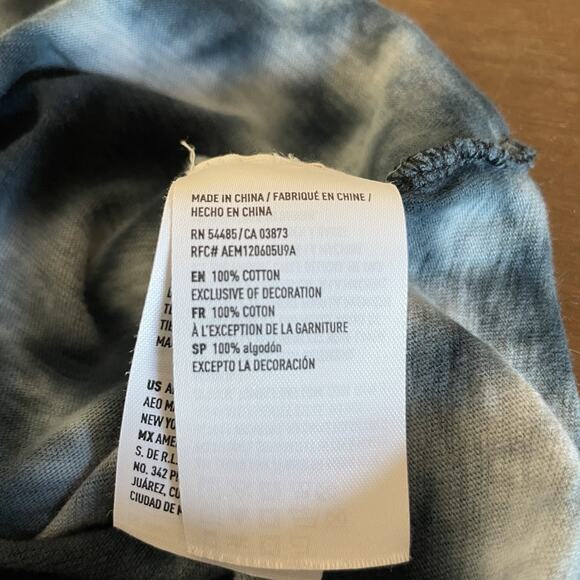 MADE IN CHINA / FABRIQUÉ EN CHINE /
HECHO EN CHINA
RN 54485/CA 03873
RFC# AEM120605U9A
EN 100% COTTON
EXCLUSIVE OF DECORATION
FR 100% COTON
À L'EXCEPTION DE LA GARNITURE
SP 100% algodón
EXCEPTO LA DECORACIÓN
US
AEO
NEW
MX
S. DE R.L.
NO. 342
JUÁREZ,
CIUDAD DE